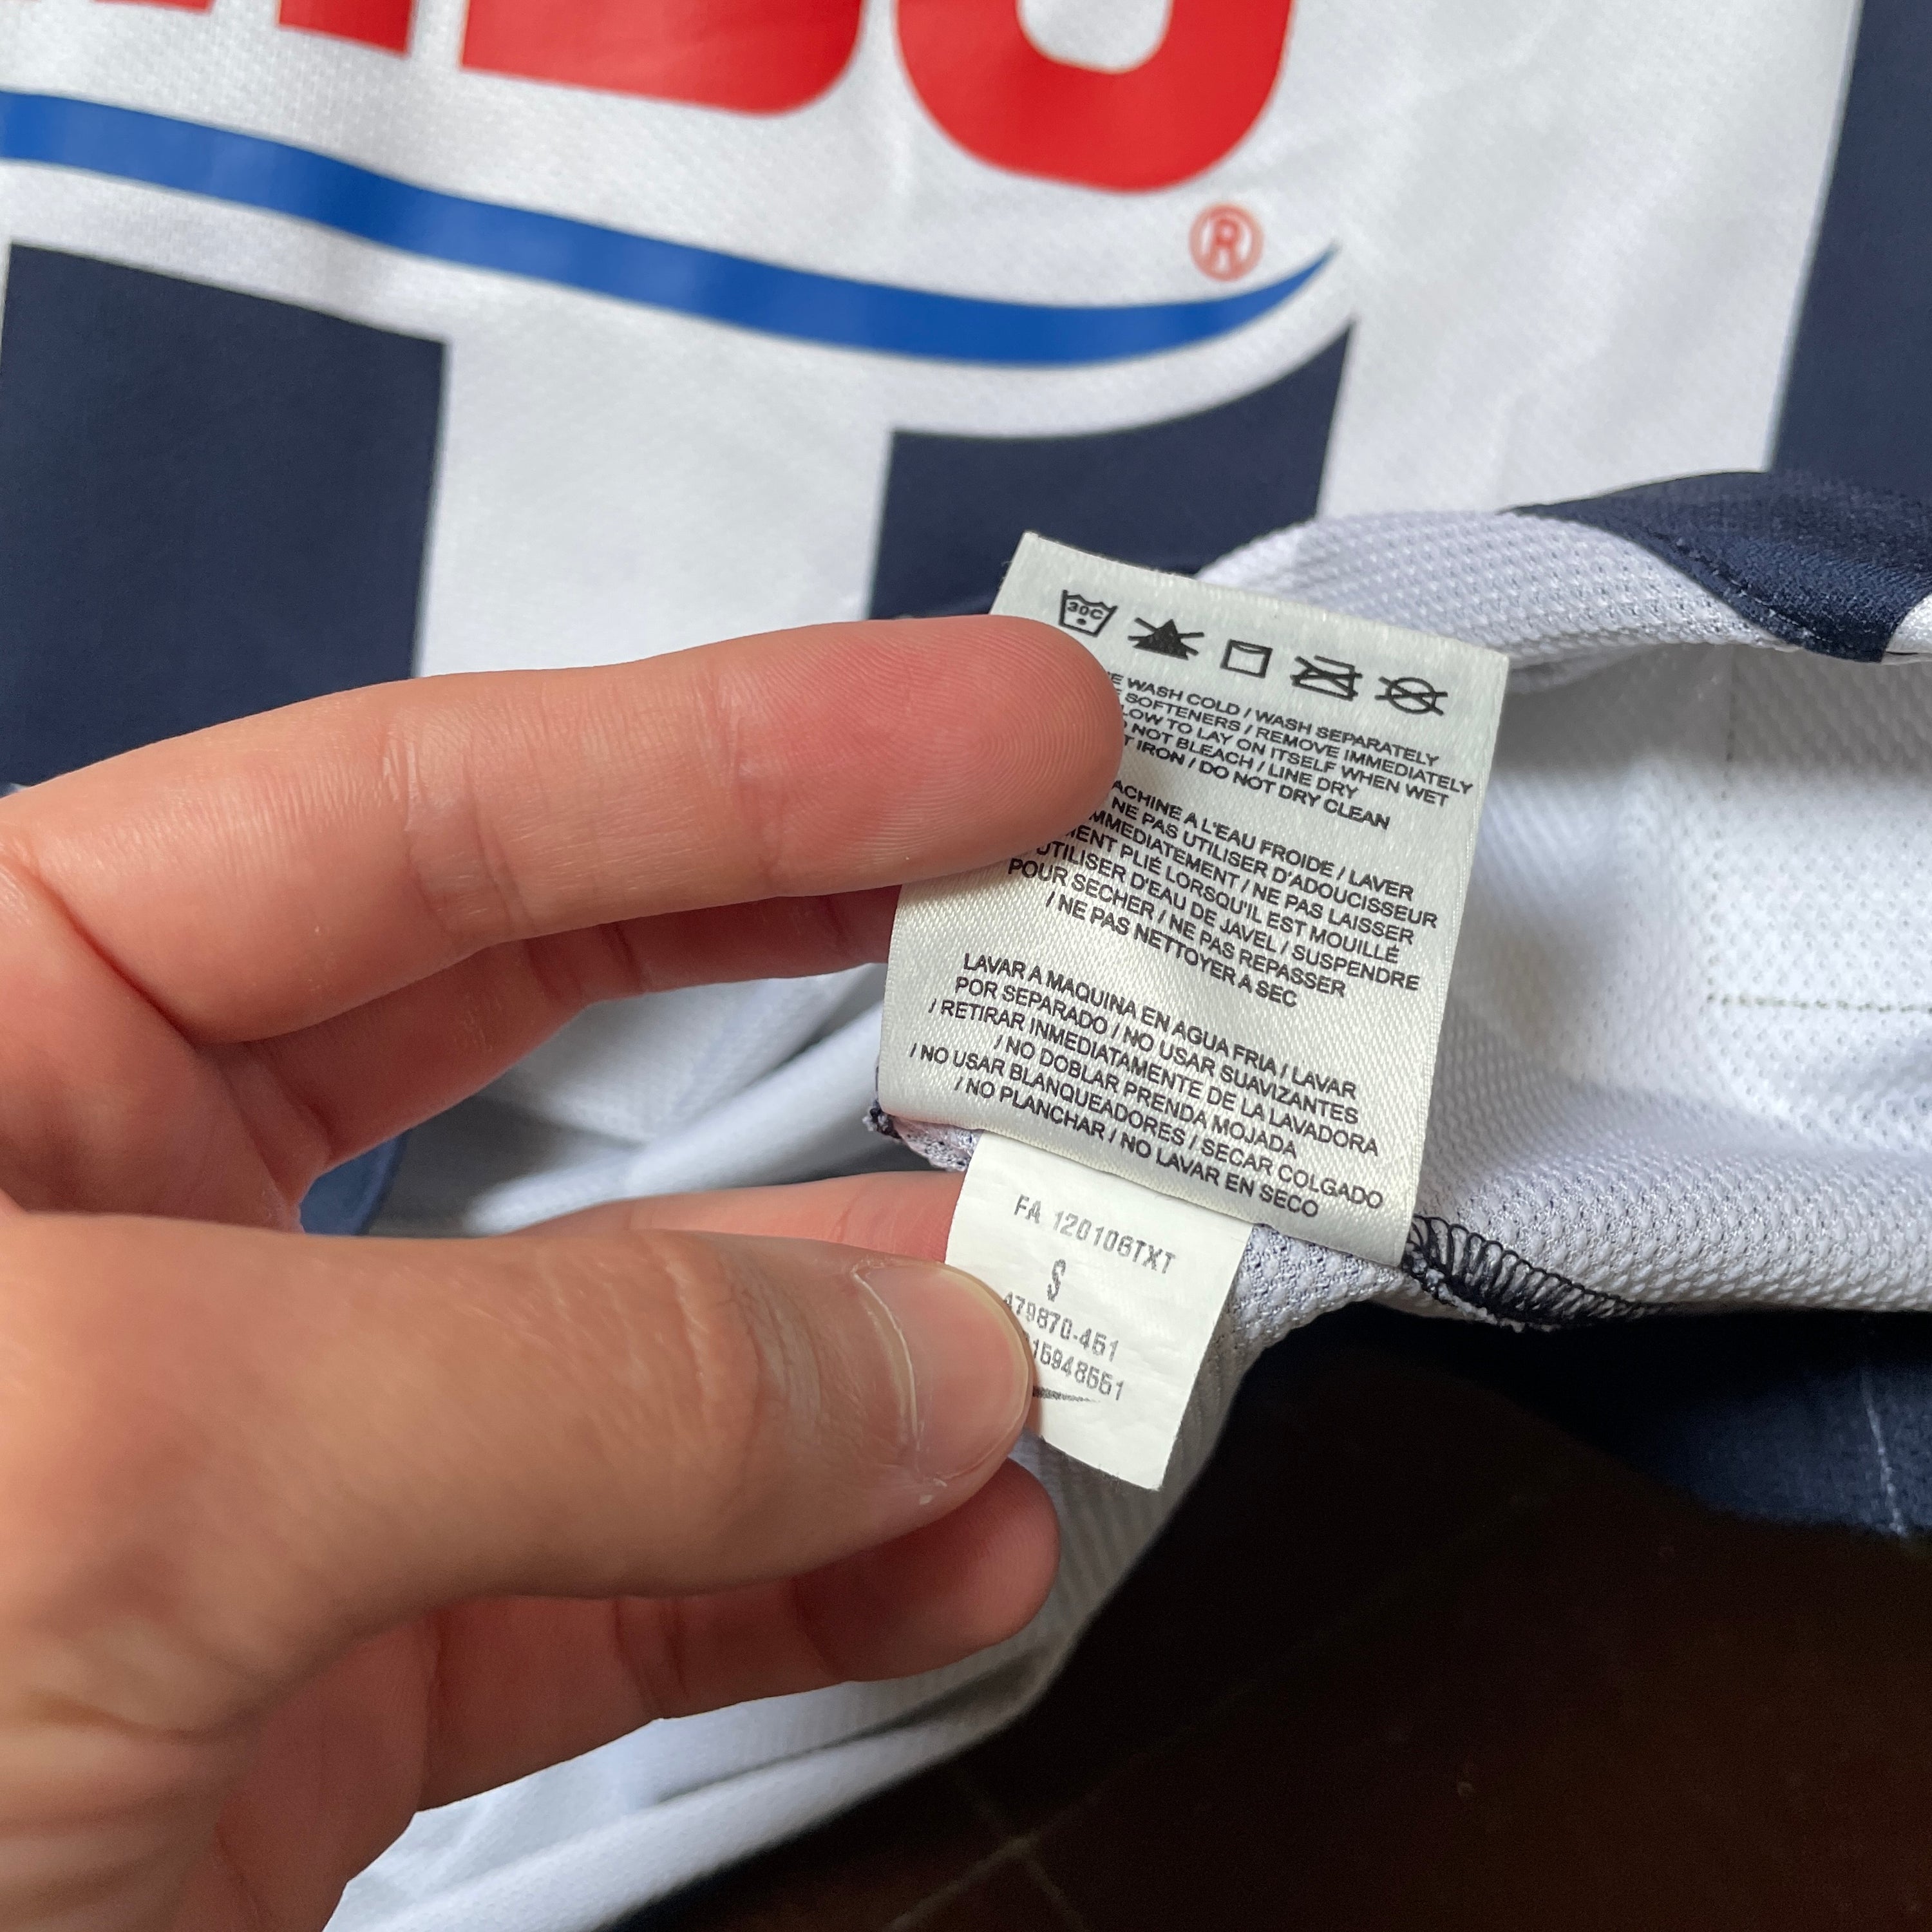 ®
30C
WASH COLD / WASH SEPARATELY
SOFTENERS / REMOVE IMMEDIATELY
LOW TO LAY ON ITSELF WHEN WET
NOT BLEACH / LINE DRY
IRON / DO NOT DRY CLEAN
ACHINE A L'EAU FROIDE / LAVER
NE PAS UTILISER D'ADOUCISSEUR
MMEDIATEMENT / NE PAS LAISSER
MENT PLIÉ LORSQU'IL EST MOUILLÉ
UTILISER D'EAU DE JAVEL / SUSPENDRE
POUR SECHER / NE PAS REPASSER
/ NE PAS NETTOYER A SEC
LAVAR A MAQUINA EN AGUA FRIA / LAVAR
POR SEPARADO / NO USAR SUAVIZANTES
/ RETIRAR INMEDIATAMENTE DE LA LAVADORA
/ NO DOBLAR PRENDA MOJADA
/ NO USAR BLANQUEADORES / SECAR COLGADO
/ NO PLANCHAR / NO LAVAR EN SECO
FA 120106TXT
S
479870-451
15948551